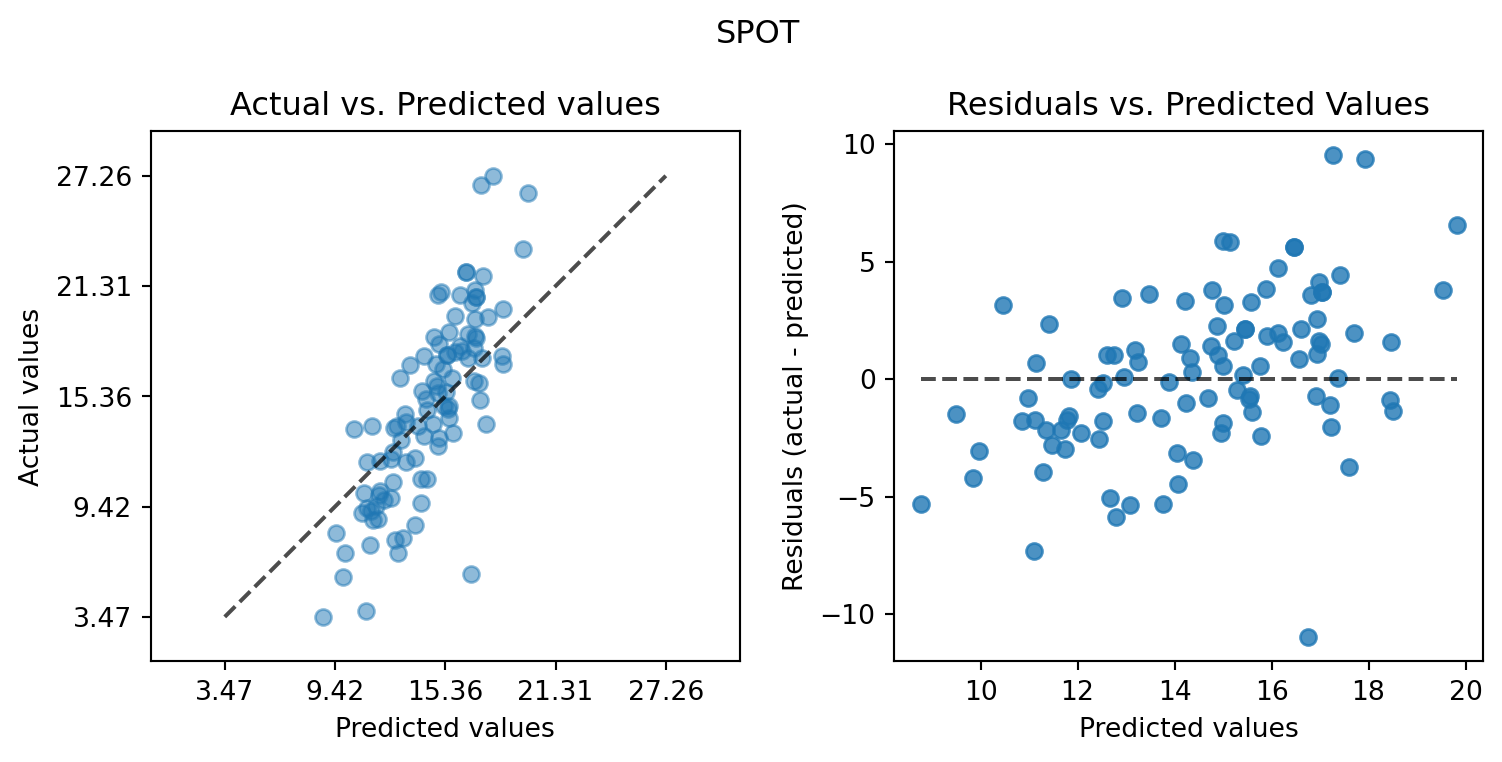 SPOT
Actual vs. Predicted values
27.26
21.31
15.36
9.42
3.47
Actual values
3.47 9.42 15.36 21.31 27.26
Predicted values
Residuals vs. Predicted Values
10
5
0
−5
−10
Residuals (actual - predicted)
10 12 14 16 18 20
Predicted values